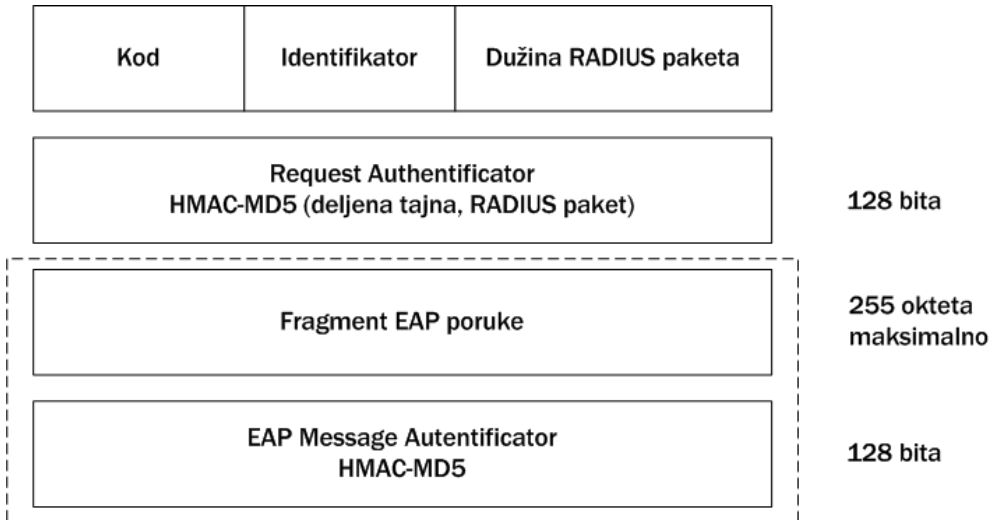 Kod
Identifikator
Dužina RADIUS paketa
Request Authentificator
HMAC-MD5 (deljena tajna, RADIUS paket)
128 bita
Fragment EAP poruke
255 okteta
maksimalno
EAP Message Autentificator
HMAC-MD5
128 bita